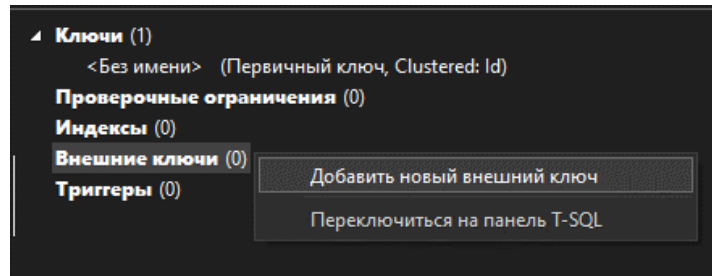 Ключи (1)
<Без имени> (Первичный ключ, Clustered: Id)
Проверочные ограничения (0)
Индексы (0)
Внешние ключи (0)
Добавить новый внешний ключ
Триггеры (0)
Переключиться на панель T-SQL